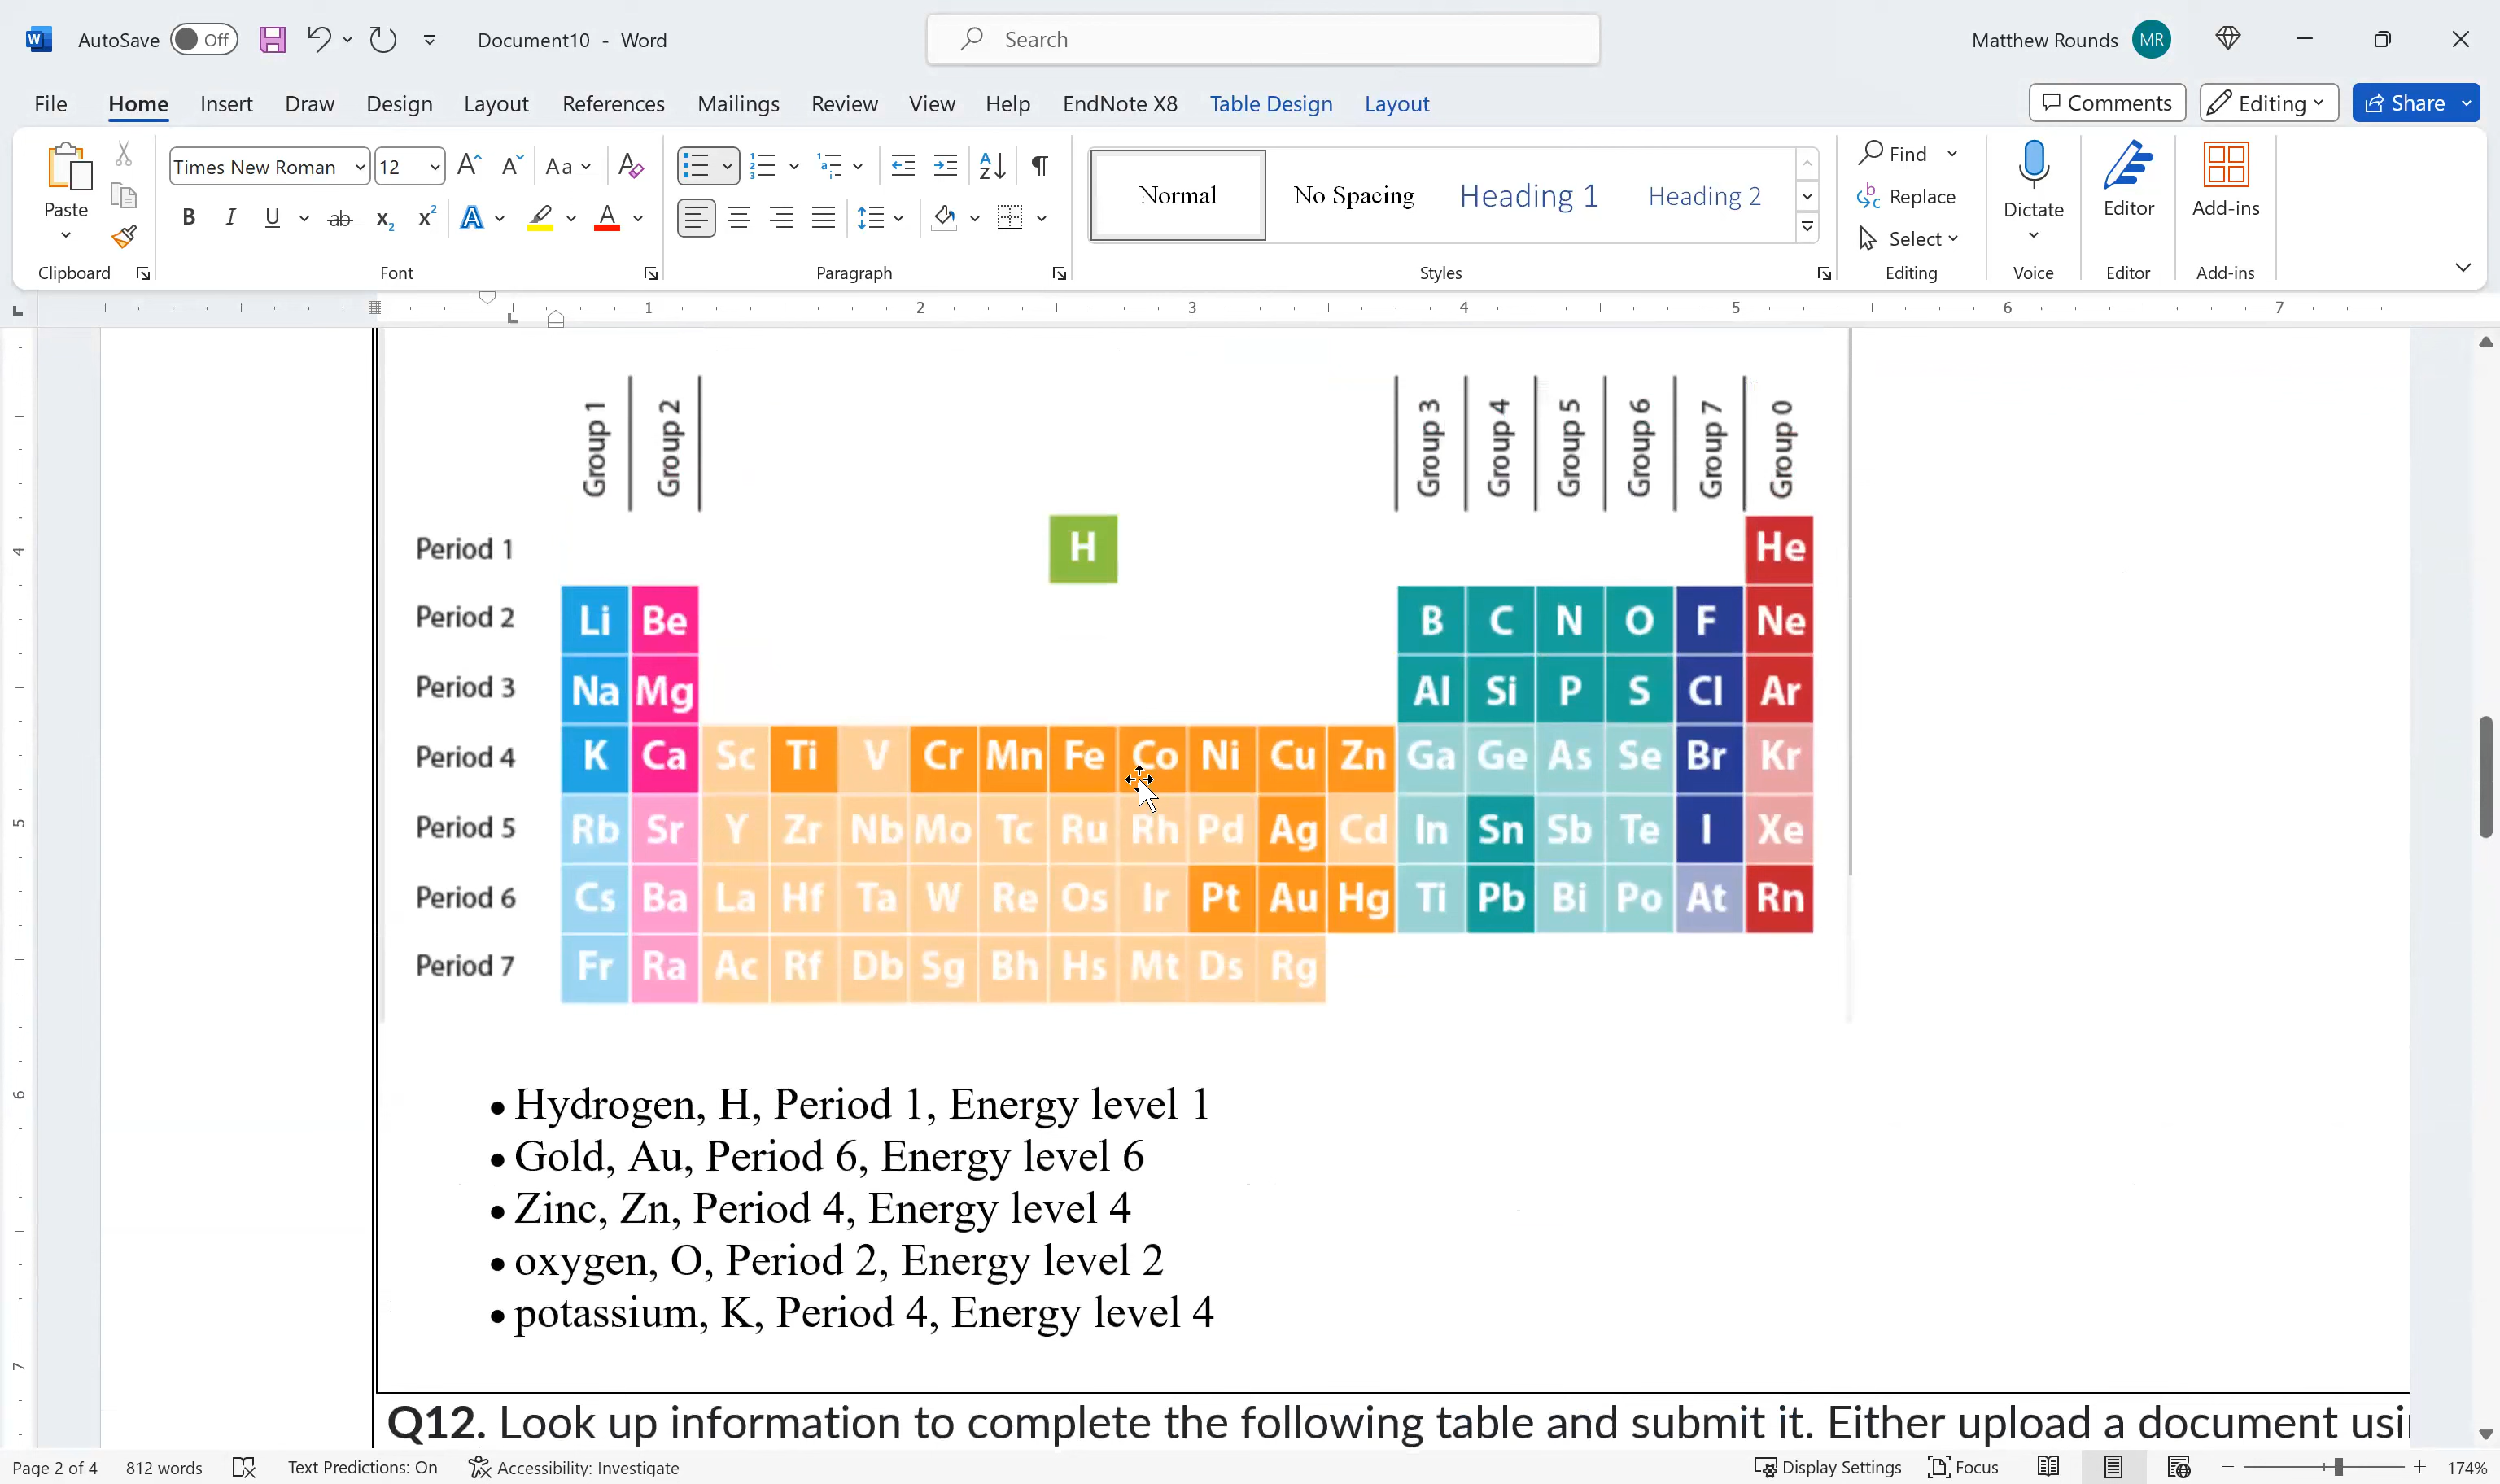 AutoSave Off Document10 - Word Search Matthew Rounds MR
File Home Insert Draw Design Layout References Mailings Review View Help EndNote X8 Table Design Layout Comments Editing Share
Paste Times New Roman 12 Aa Normal No Spacing Heading 1 Heading 2 Find Replace Select Dictate Editor Add-ins
Clipboard Font Paragraph Styles Editing Voice Editor Add-ins
1 2 3 4 5 6 7
Group 1 Group 2 Group 3 Group 4 Group 5 Group 6 Group 7 Group 0
Period 1 H He
Period 2 Li Be B C N O F Ne
Period 3 Na Mg Al Si P S Cl Ar
Period 4 K Ca Sc Ti V Cr Mn Fe Co Ni Cu Zn Ga Ge As Se Br Kr
Period 5 Rb Sr Y Zr Nb Mo Tc Ru Rh Pd Ag Cd In Sn Sb Te I Xe
Period 6 Cs Ba La Hf Ta W Re Os Ir Pt Au Hg Ti Pb Bi Po At Rn
Period 7 Fr Ra Ac Rf Db Sg Bh Hs Mt Ds Rg
• Hydrogen, H, Period 1, Energy level 1
• Gold, Au, Period 6, Energy level 6
• Zinc, Zn, Period 4, Energy level 4
• oxygen, O, Period 2, Energy level 2
• potassium, K, Period 4, Energy level 4
Q12. Look up information to complete the following table and submit it. Either upload a document usi
Page 2 of 4 812 words Text Predictions: On Accessibility: Investigate Display Settings Focus 174%